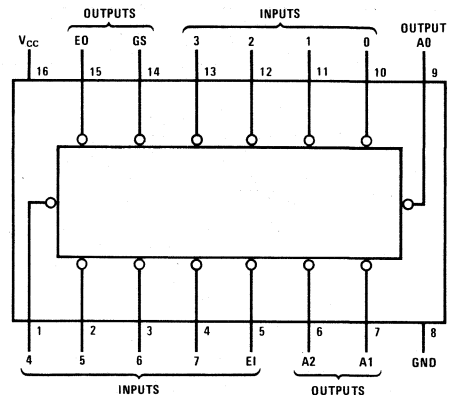 OUTPUTS INPUTS OUTPUT
V_CC EO GS 3 2 1 0 A0
16 15 14 13 12 11 10 9
1 2 3 4 5 6 7 8
4 5 6 7 EI A2 A1 GND
INPUTS OUTPUTS